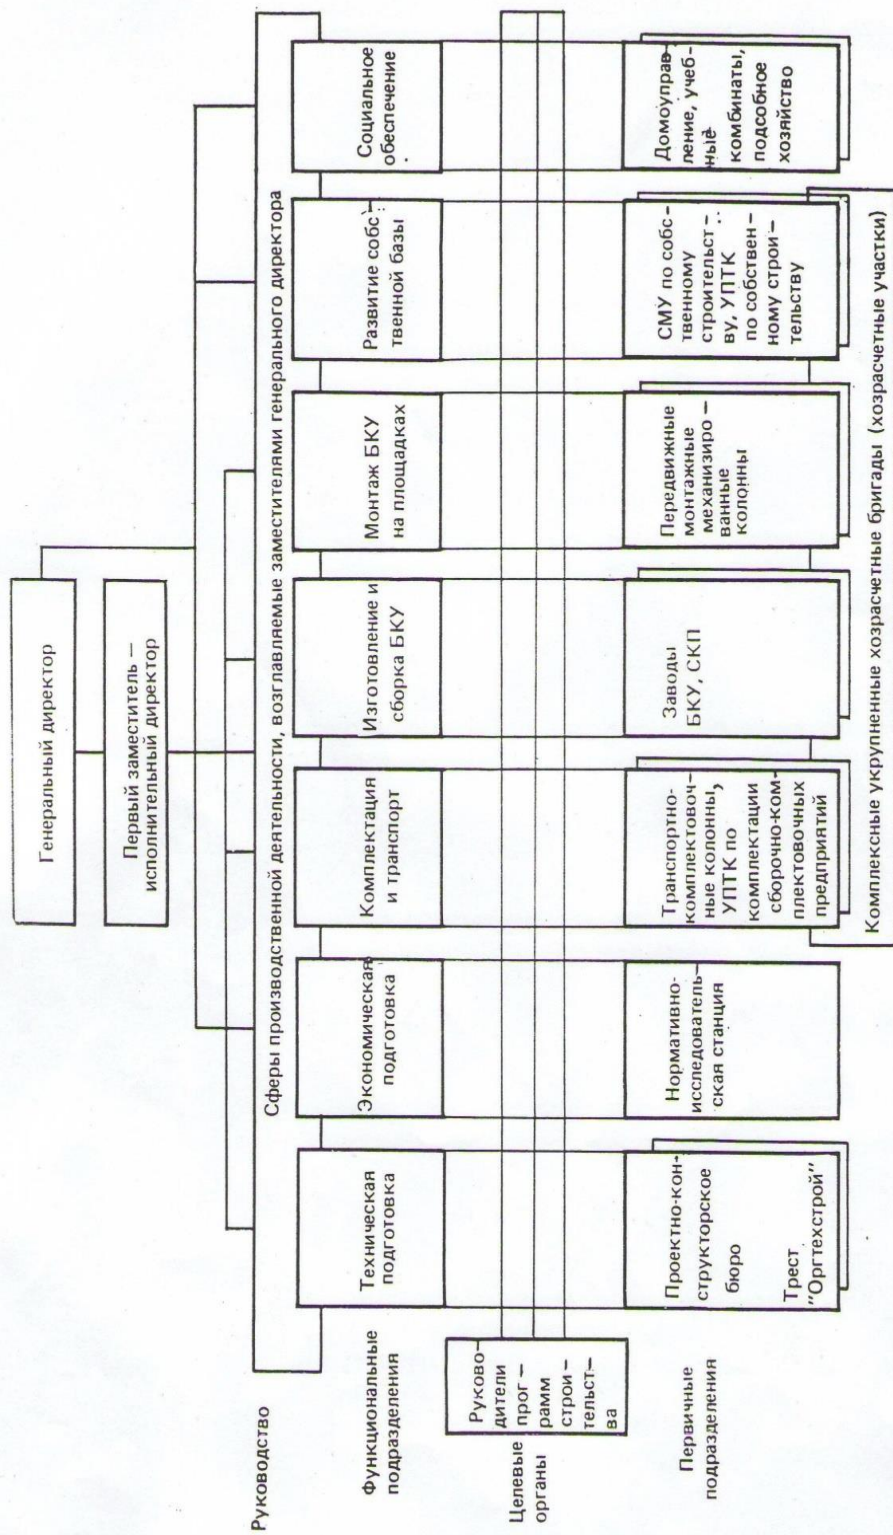 Генеральный директор
Первый заместитель —
исполнительный директор
Руководство
Сферы производственной деятельности, возглавляемые заместителями генерального директора
Функциональные
подразделения
Техническая
подготовка
Экономическая
подготовка
Комплектация
и транспорт
Изготовление и
сборка БКУ
Монтаж БКУ
на площадках
Развитие собс-
твенной базы
Социальное
обеспечение
Целевые
органы
Руково—
дители
прог —
рамм
строи —
тельст—
ва
Первичные
подразделения
Проектно-кон-
структорское
бюро
Трест
"Оргтехстрой"
Нормативно-
исследователь—
ская станция
Транспортно-
комплектовоч-
ные колонны,
УПТК по
комплектации
сборочно-ком-
плектовочных
предприятий
Заводы
БКУ, СКП
Передвижные
монтажные
механизиро —
ванные
колонны
СМУ по собс-
твенному
строительст —
ву, УПТК
по собствен-
ному строи —
тельству
Домоуправ-
ление, учеб-
ные
комбинаты,
подсобное
хозяйство
Комплексные укрупненные хозрасчетные бригады (хозрасчетные участки)